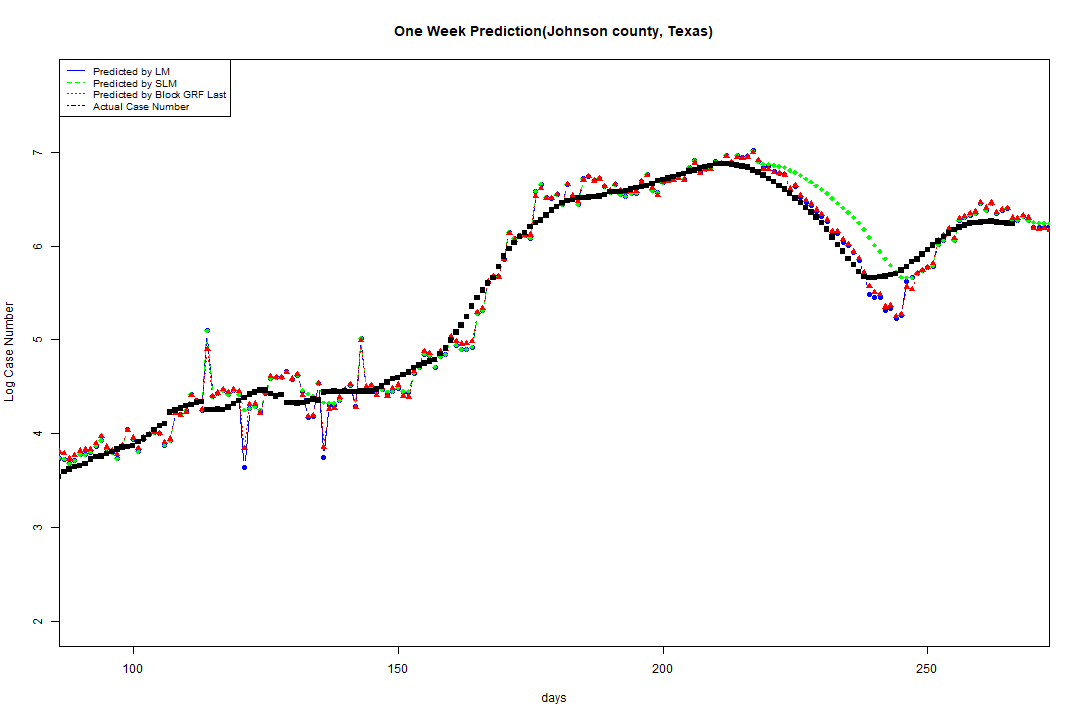 One Week Prediction(Johnson county, Texas)
Predicted by LM
Predicted by SLM
Predicted by Block GRF Last
Actual Case Number
7
6
5
4
3
2
Log Case Number
100 150 200 250
days